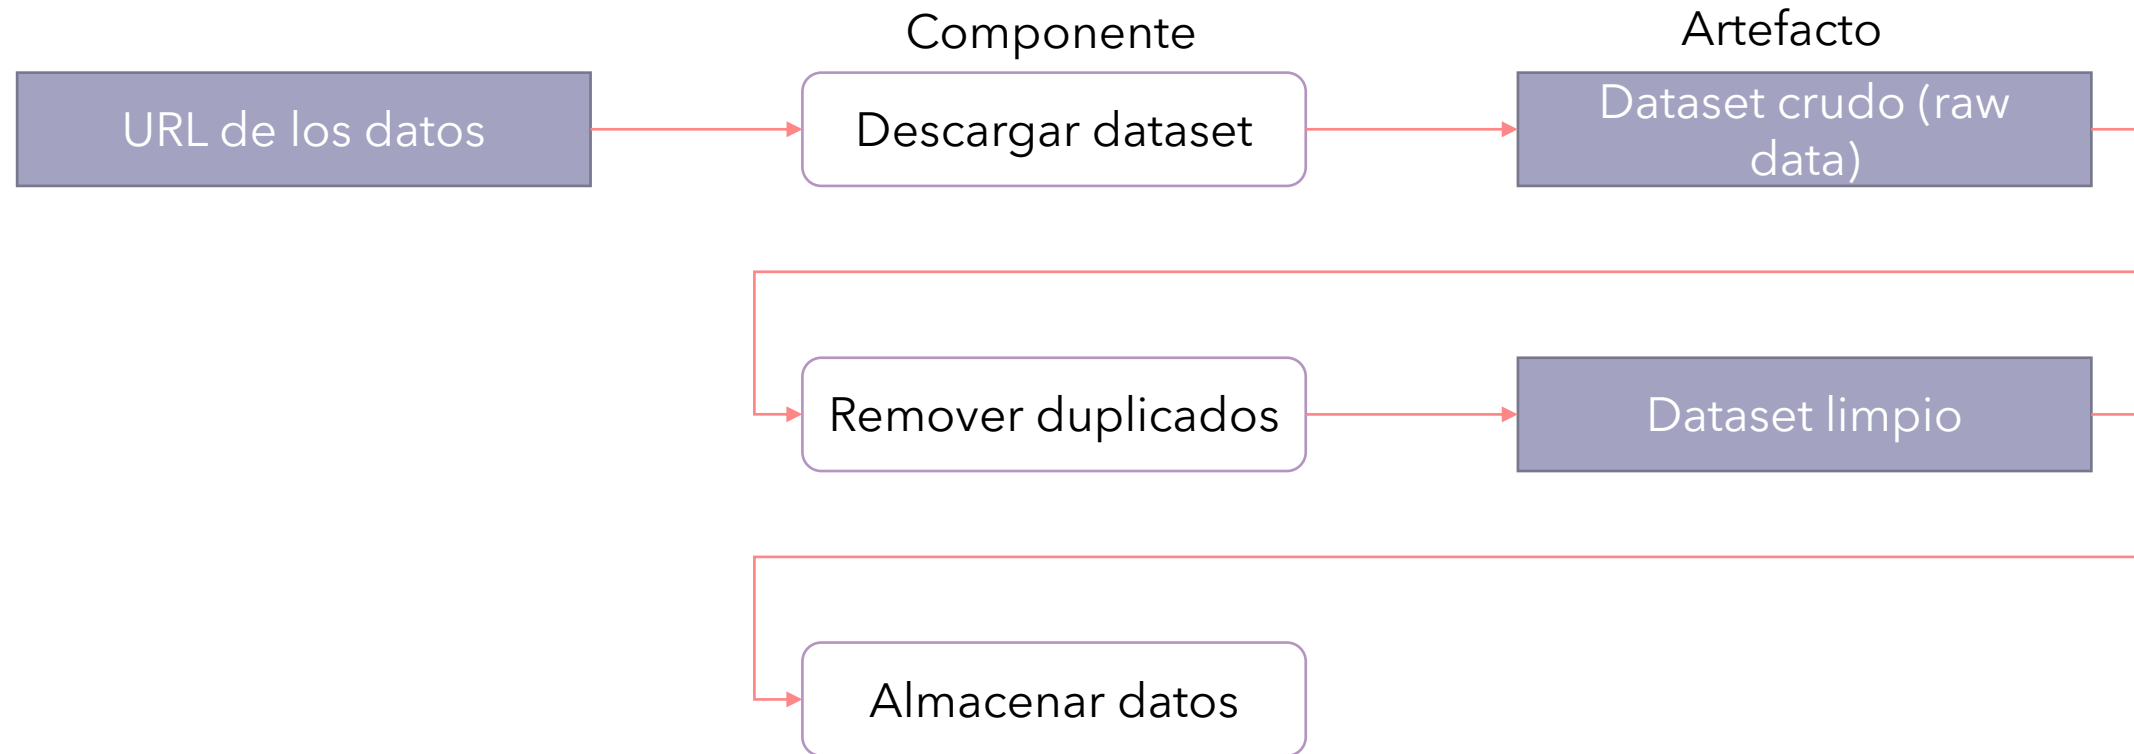 Componente
Artefacto
URL de los datos
Descargar dataset
Dataset crudo (raw
data)
Remover duplicados
Dataset limpio
Almacenar datos